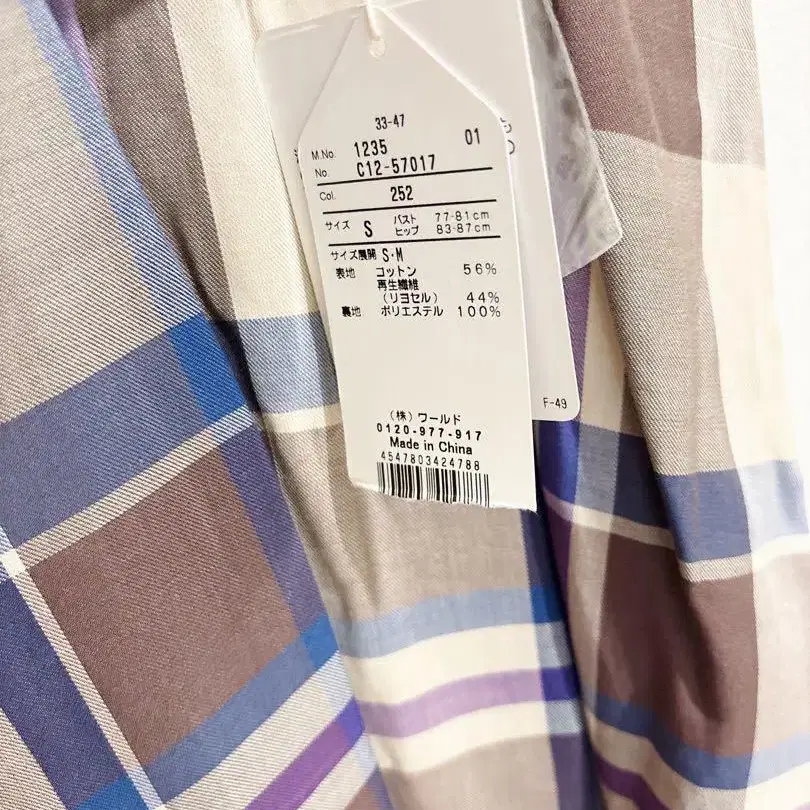 33-47
M.No. 1235 01
No. C12-57017
Col. 252
サイズ S バスト 77-81cm
ヒップ 83-87cm
サイズ展開 S·M
表地 コットン 56%
再生繊維
(リヨセル) 44%
裏地 ポリエステル 100%
F-49
(株)ワールド
0120-977-917
Made in China
4547803424788